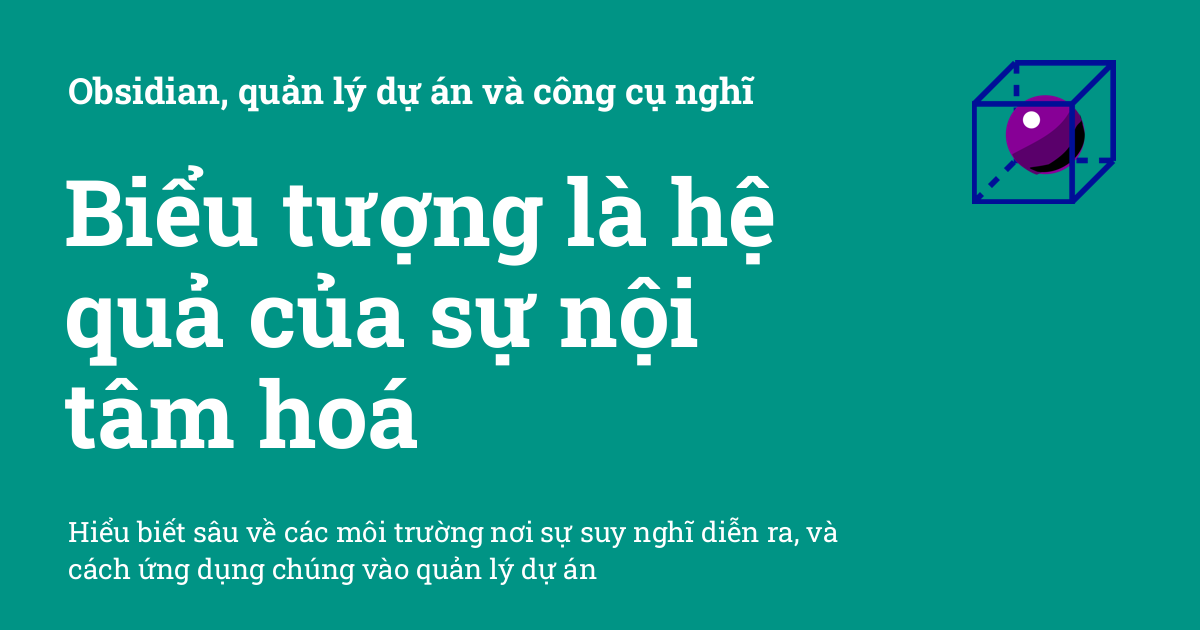 Obsidian, quản lý dự án và công cụ nghĩ
Biểu tượng là hệ
quả của sự nội
tâm hoá
Hiểu biết sâu về các môi trường nơi sự suy nghĩ diễn ra, và
cách ứng dụng chúng vào quản lý dự án